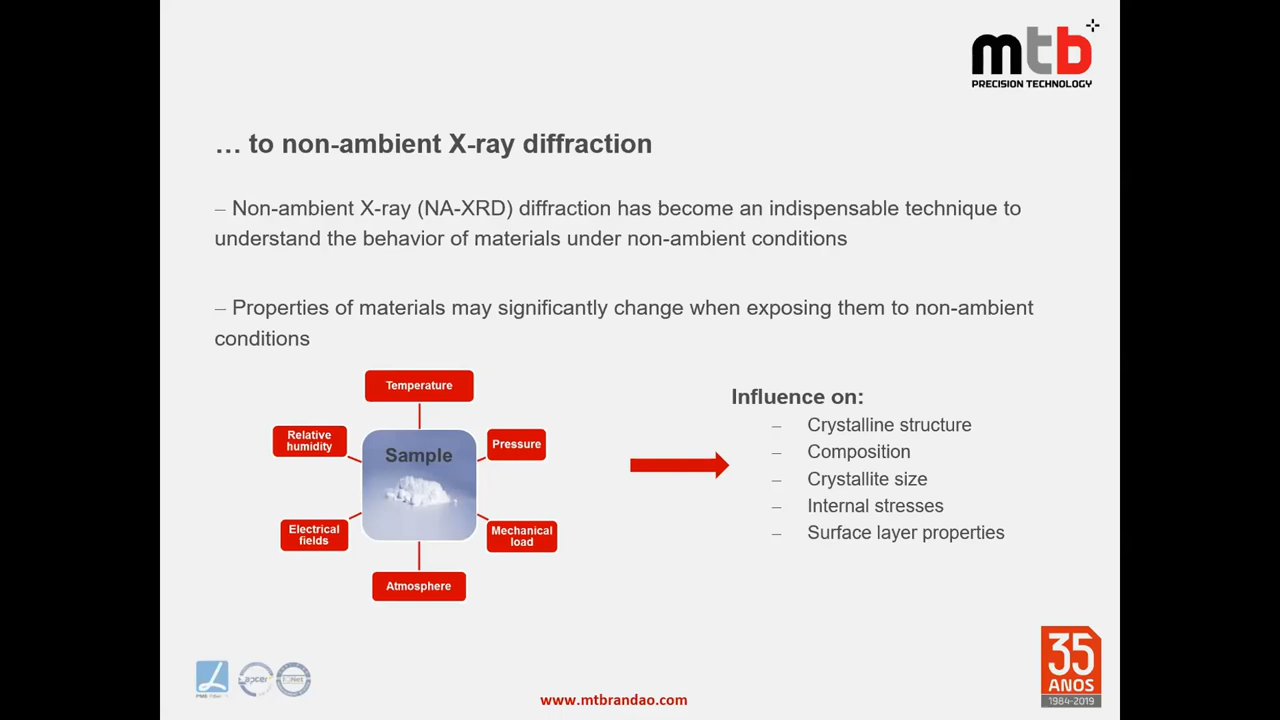 mtb
PRECISION TECHNOLOGY
… to non-ambient X-ray diffraction
– Non-ambient X-ray (NA-XRD) diffraction has become an indispensable technique to
understand the behavior of materials under non-ambient conditions
– Properties of materials may significantly change when exposing them to non-ambient
conditions
Temperature
Relative
humidity
Pressure
Sample
Electrical
fields
Mechanical
load
Atmosphere
Influence on:
– Crystalline structure
– Composition
– Crystallite size
– Internal stresses
– Surface layer properties
apcer
35
ANOS
1984-2019
www.mtbrandao.com